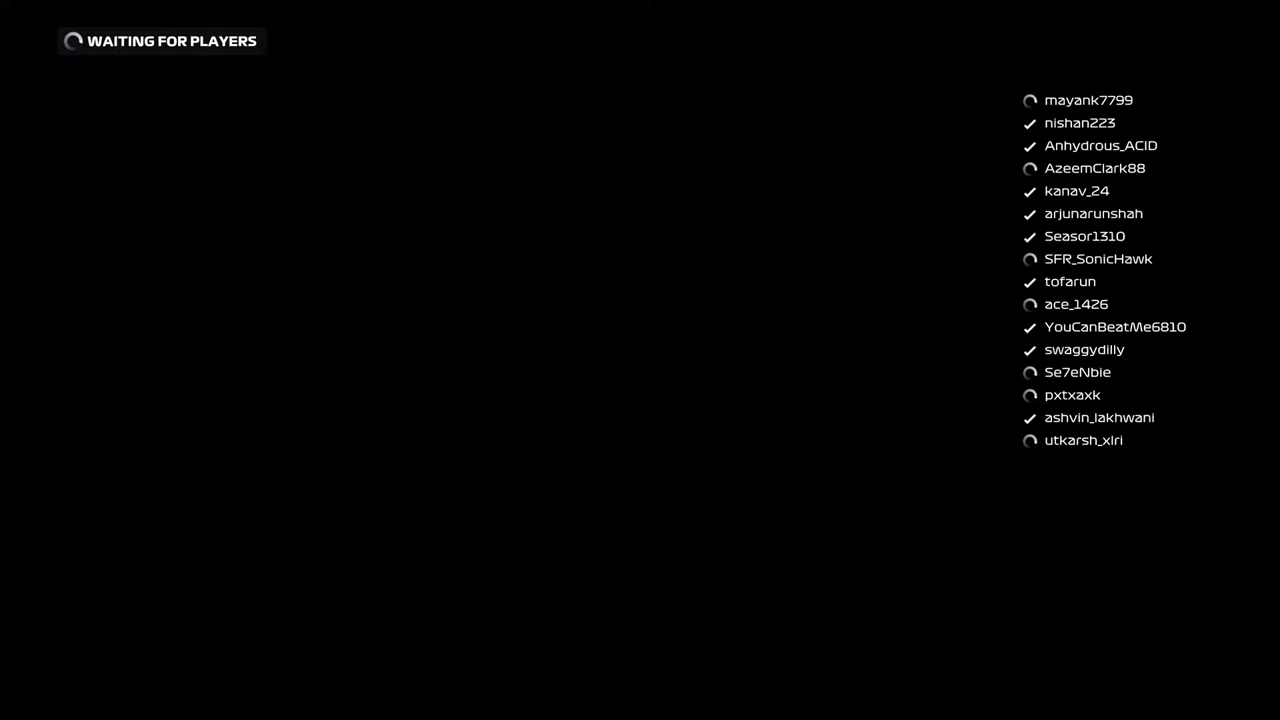 WAITING FOR PLAYERS
mayank7799
nishan223
Anhydrous_ACID
AzeemClark88
kanav_24
arjunarunshah
Seasor1310
SFR_SonicHawk
tofarun
ace_1426
YouCanBeatMe6810
swaggydilly
Se7eNbie
pxtxaxk
ashvin_lakhwani
utkarsh_xlri